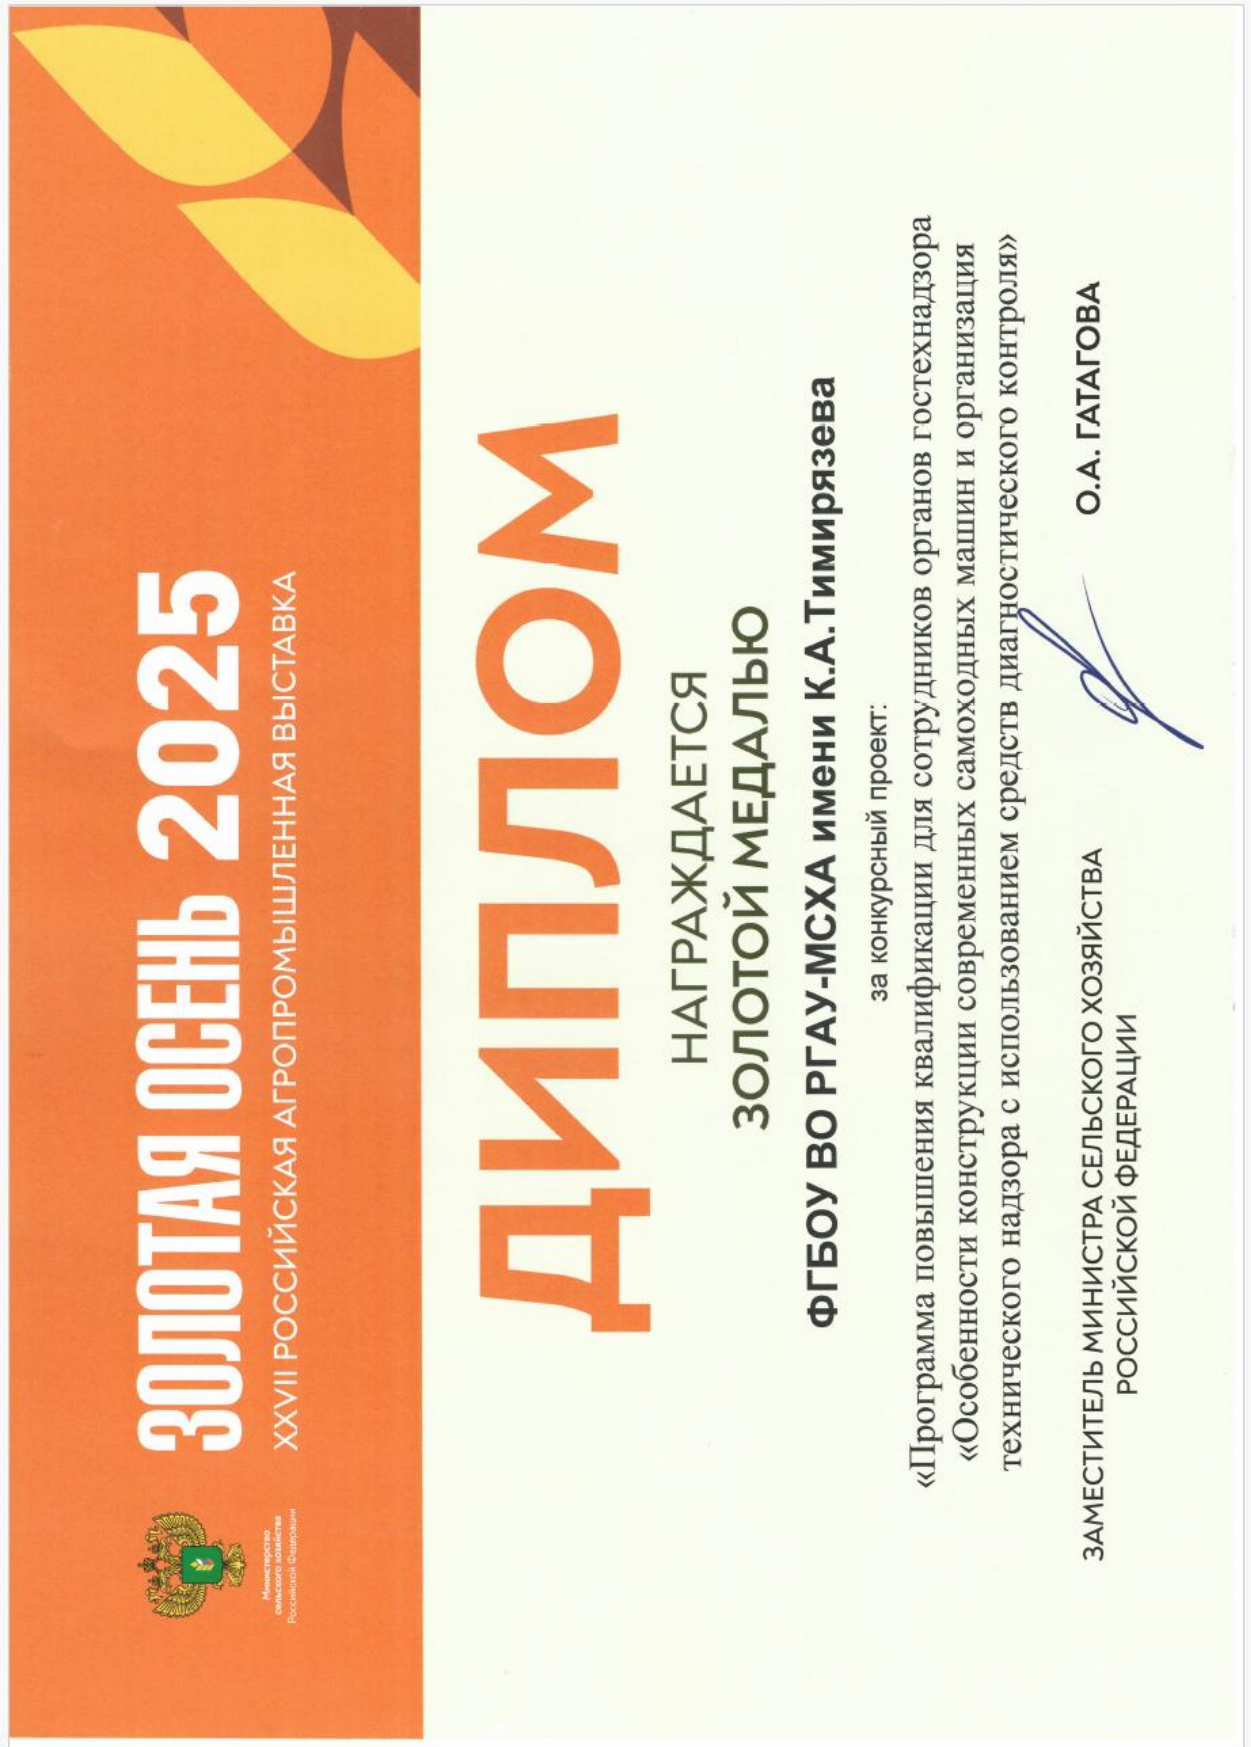 Министерство
сельского хозяйства
Российской Федерации
ЗОЛОТАЯ ОСЕНЬ 2025
XXVII РОССИЙСКАЯ АГРОПРОМЫШЛЕННАЯ ВЫСТАВКА
ДИПЛОМ
НАГРАЖДАЕТСЯ
ЗОЛОТОЙ МЕДАЛЬЮ
ФГБОУ ВО РГАУ-МСХА имени К.А.Тимирязева
за конкурсный проект:
«Программа повышения квалификации для сотрудников органов гостехнадзора
«Особенности конструкции современных самоходных машин и организация
технического надзора с использованием средств диагностического контроля»
ЗАМЕСТИТЕЛЬ МИНИСТРА СЕЛЬСКОГО ХОЗЯЙСТВА
РОССИЙСКОЙ ФЕДЕРАЦИИ
О.А. ГАТАГОВА